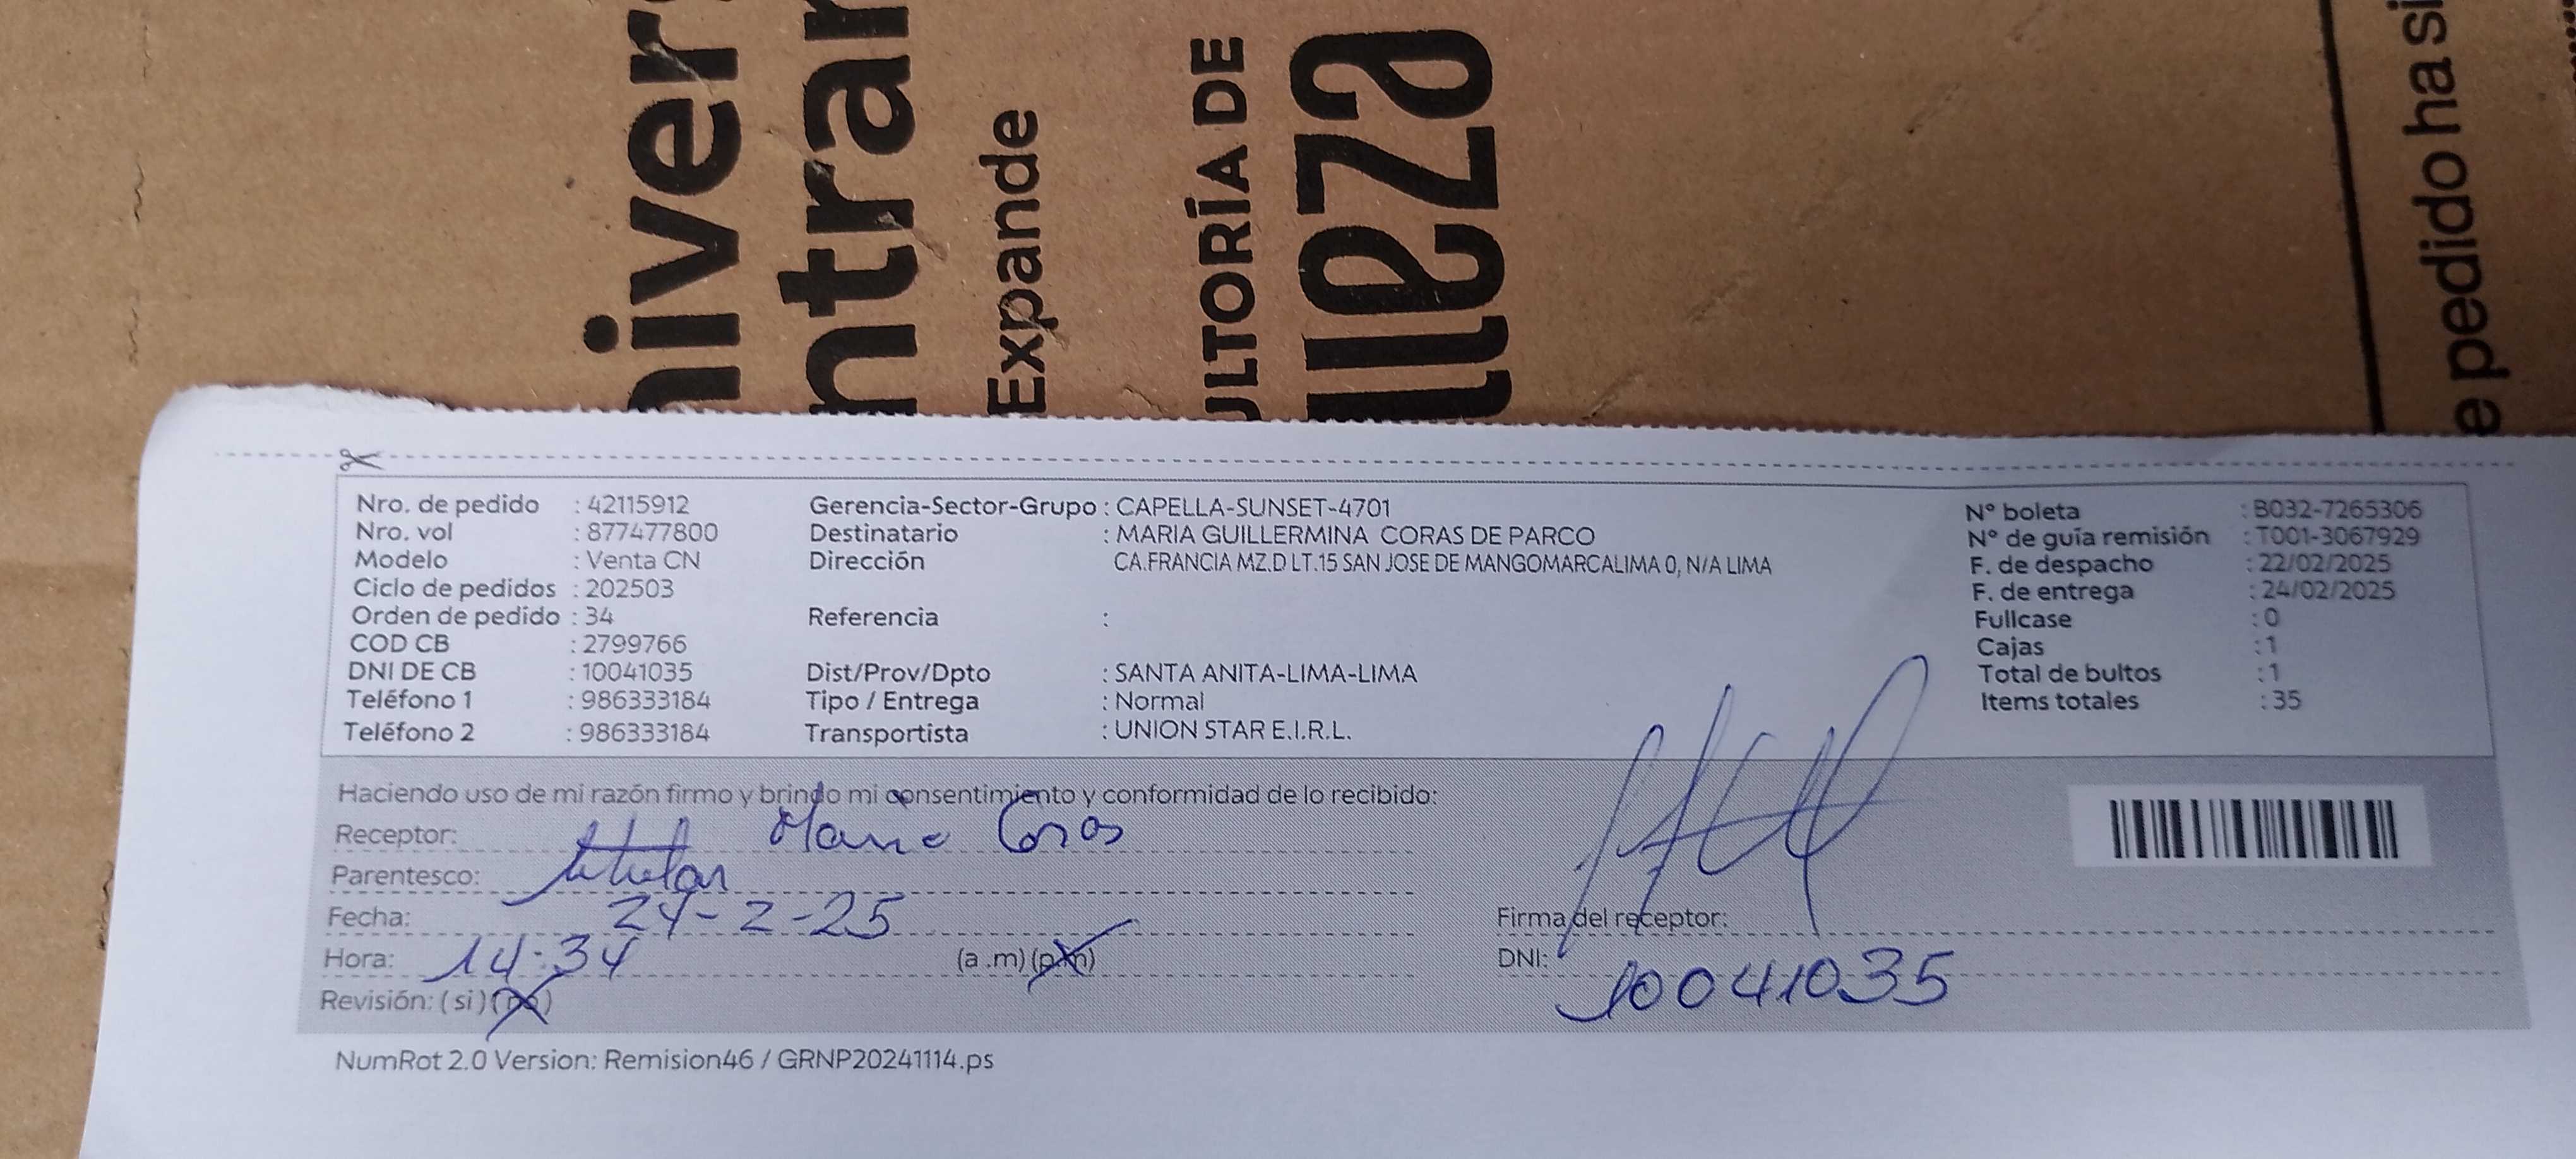 niver
ntrar
Expande
ULTORÍA DE
lleza
e pedido ha si
Nro. de pedido : 42115912 Gerencia-Sector-Grupo : CAPELLA-SUNSET-4701 N° boleta : B032-7265306
Nro. vol : 877477800 Destinatario : MARIA GUILLERMINA CORAS DE PARCO N° de guía remisión : T001-3067929
Modelo : Venta CN Dirección CA.FRANCIA MZ.D LT.15 SAN JOSE DE MANGOMARCALIMA 0, N/A LIMA F. de despacho : 22/02/2025
Ciclo de pedidos : 202503 F. de entrega : 24/02/2025
Orden de pedido : 34 Referencia : Fullcase : 0
COD CB : 2799766 Cajas : 1
DNI DE CB : 10041035 Dist/Prov/Dpto : SANTA ANITA-LIMA-LIMA Total de bultos : 1
Teléfono 1 : 986333184 Tipo / Entrega : Normal Items totales : 35
Teléfono 2 : 986333184 Transportista : UNION STAR E.I.R.L.
Haciendo uso de mi razón firmo y brindo mi consentimiento y conformidad de lo recibido:
Receptor: Maria Coras
Parentesco: titular
Fecha: 24-2-25 Firma del receptor:
Hora: 14:34 (a .m) (p.m) DNI: 10041035
Revisión: ( si ) ( no )
NumRot 2.0 Version: Remision46 / GRNP20241114.ps